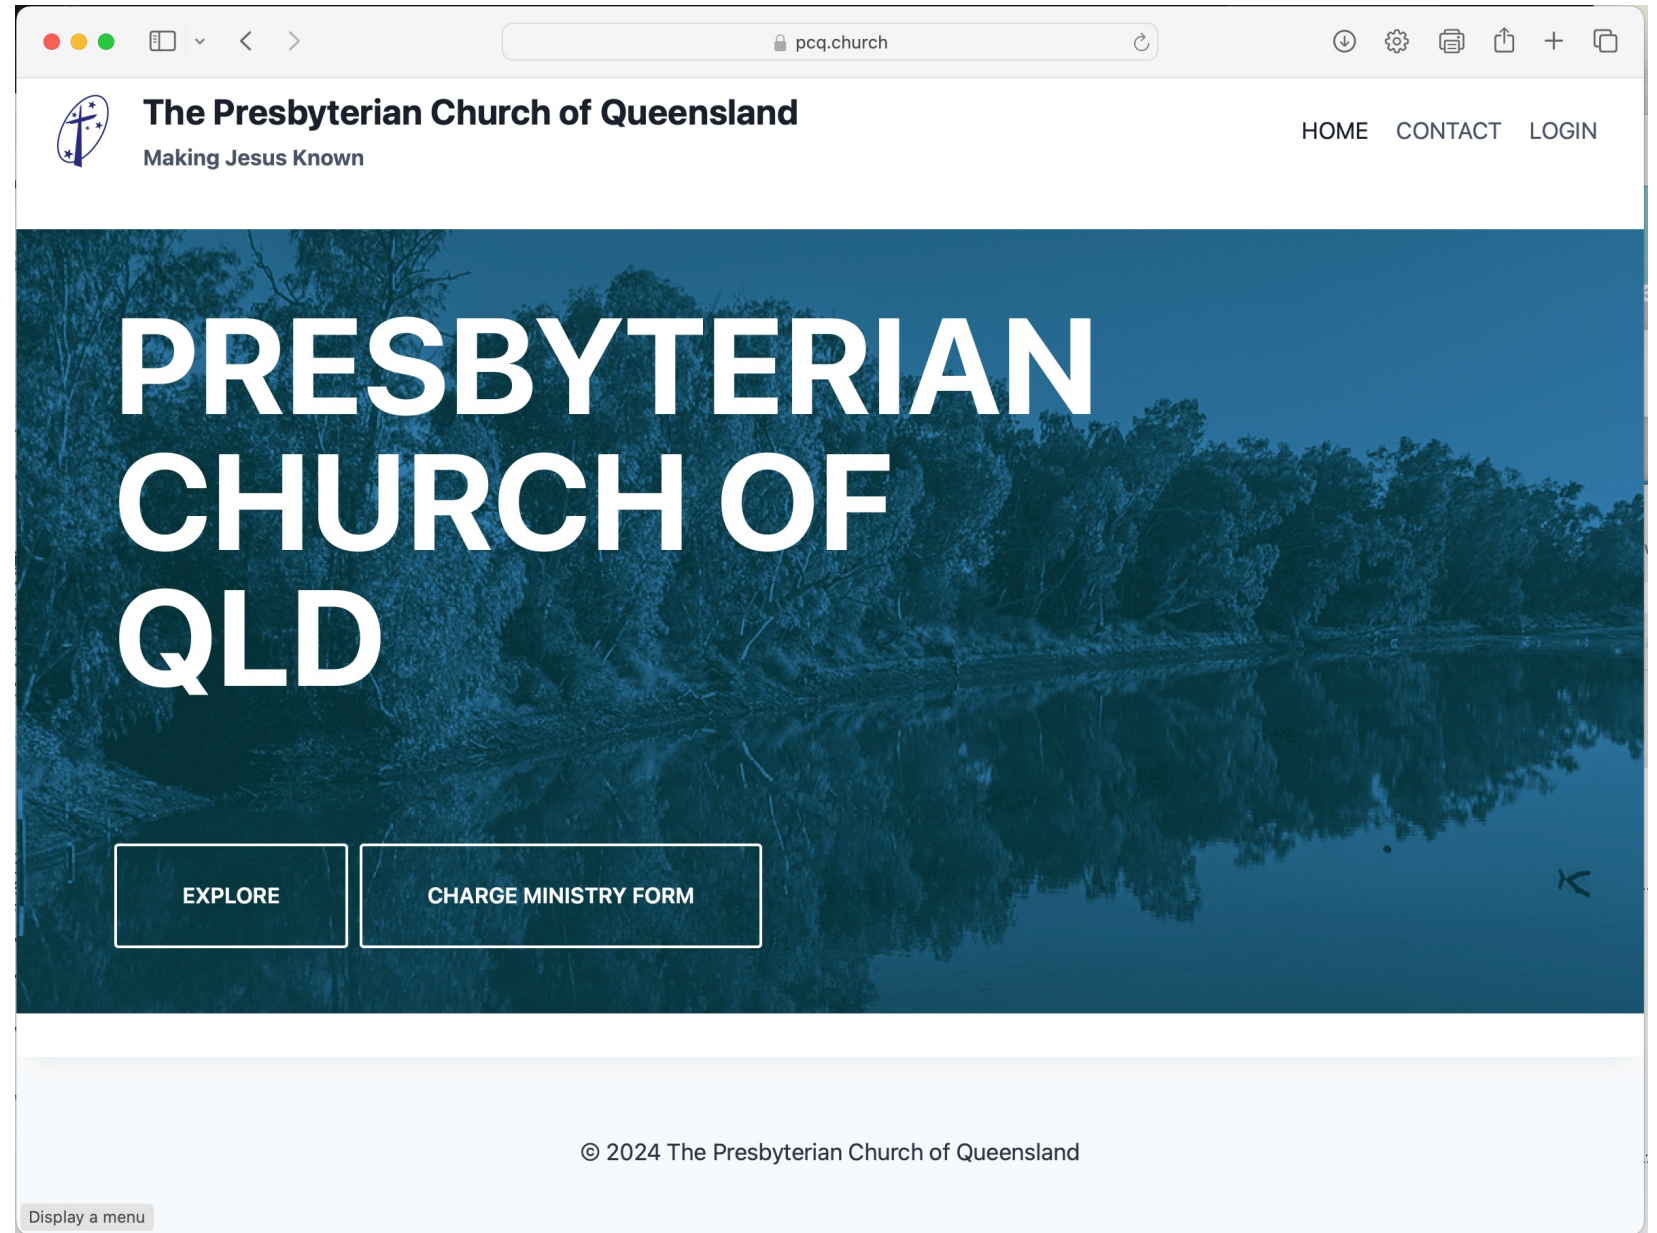 pcq.church
The Presbyterian Church of Queensland
Making Jesus Known
HOME CONTACT LOGIN
PRESBYTERIAN
CHURCH OF
QLD
EXPLORE CHARGE MINISTRY FORM
© 2024 The Presbyterian Church of Queensland
Display a menu